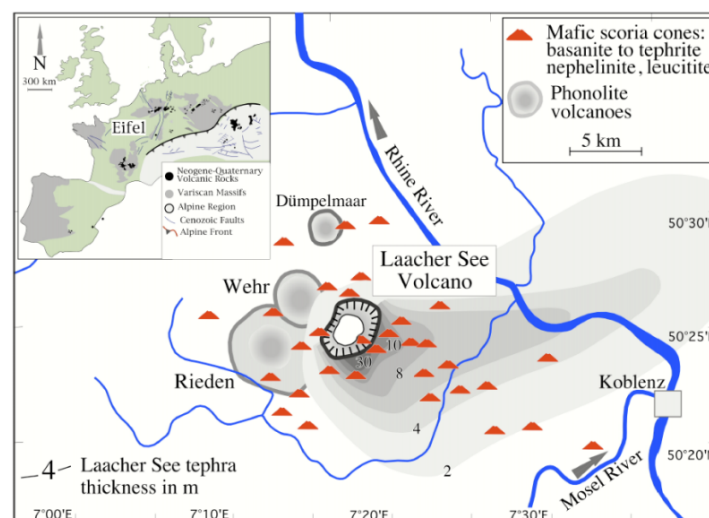 N
300 km
Eifel
Neogene-Quaternary
Volcanic Rocks
Variscan Massifs
Alpine Region
Cenozoic Faults
Alpine Front
Mafic scoria cones:
basanite to tephrite
nephelinite, leucitite
Phonolite
volcanoes
5 km
Rhine River
Dümpelmaar
50°30'N
Laacher See
Volcano
Wehr
50°25'N
10
30
8
Rieden
Koblenz
4
2
50°20'N
Mosel River
4
Laacher See tephra
thickness in m
7°00'E
7°10'E
7°20'E
7°30'E